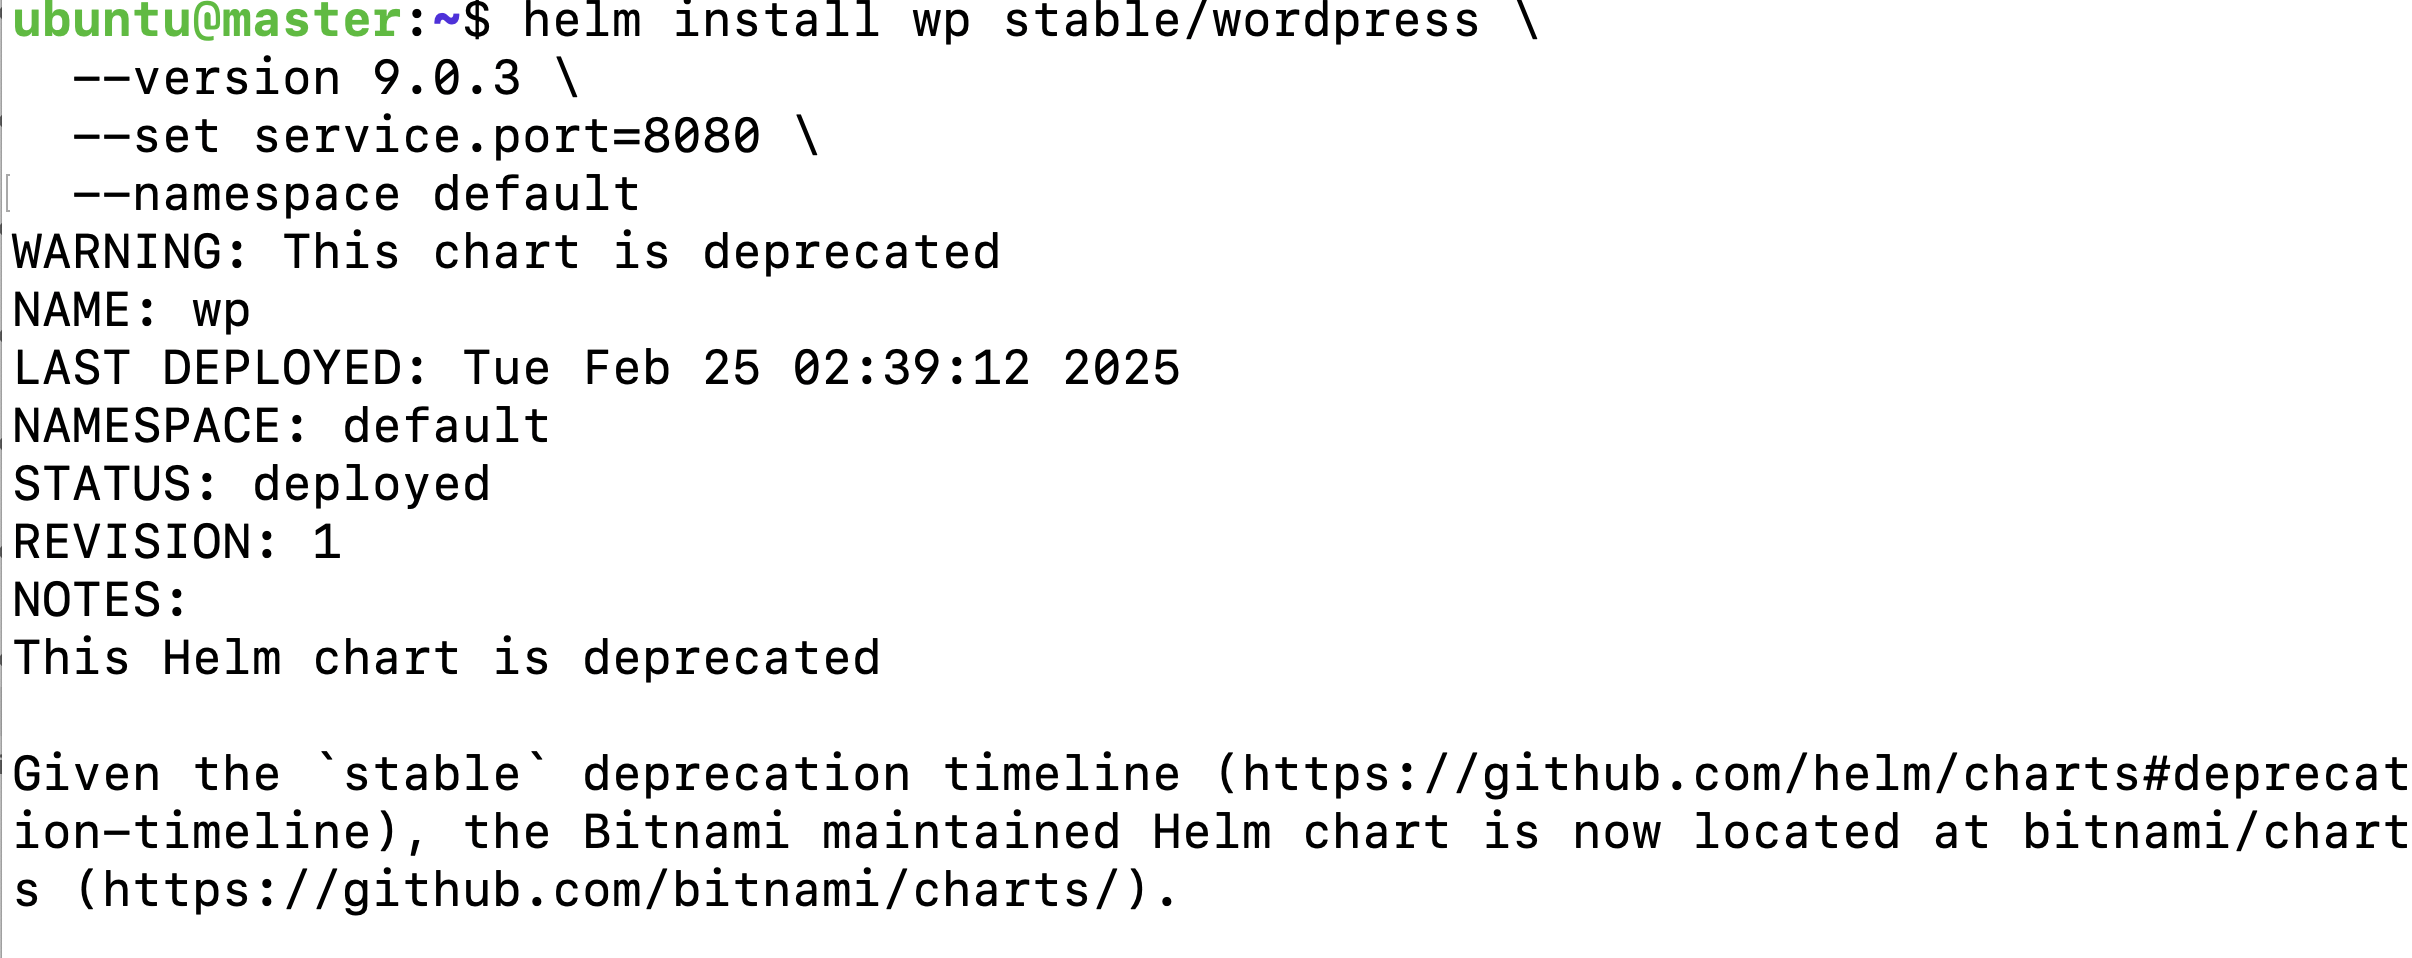 ubuntu@master:~$ helm install wp stable/wordpress \
  --version 9.0.3 \
  --set service.port=8080 \
  --namespace default
WARNING: This chart is deprecated
NAME: wp
LAST DEPLOYED: Tue Feb 25 02:39:12 2025
NAMESPACE: default
STATUS: deployed
REVISION: 1
NOTES:
This Helm chart is deprecated

Given the `stable` deprecation timeline (https://github.com/helm/charts#deprecat
ion-timeline), the Bitnami maintained Helm chart is now located at bitnami/chart
s (https://github.com/bitnami/charts/).